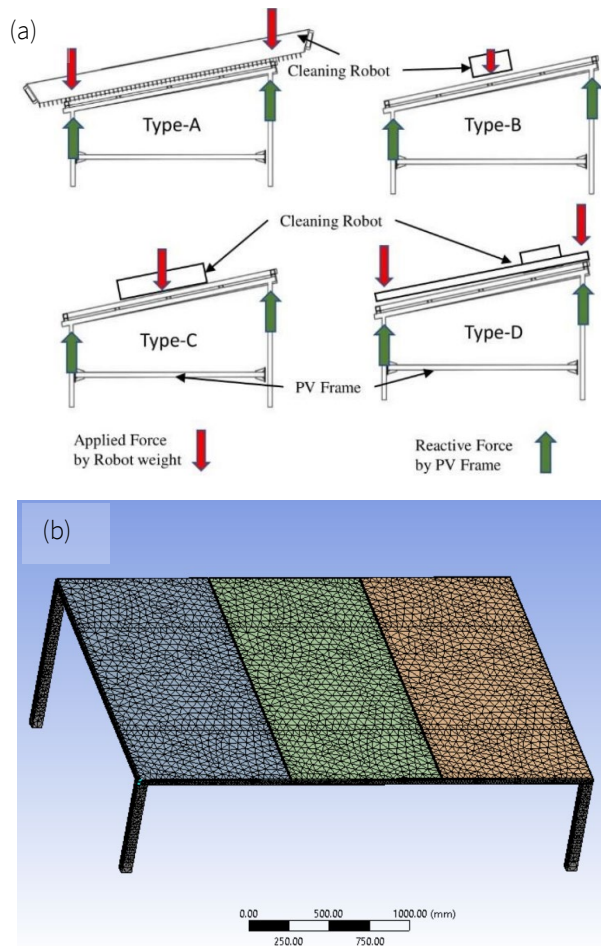 (a)
Cleaning Robot
Type-A
Type-B
Cleaning Robot
Type-C
Type-D
PV Frame
Applied Force
by Robot weight
Reactive Force
by PV Frame
(b)
0.00
500.00
1000.00 (mm)
250.00
750.00